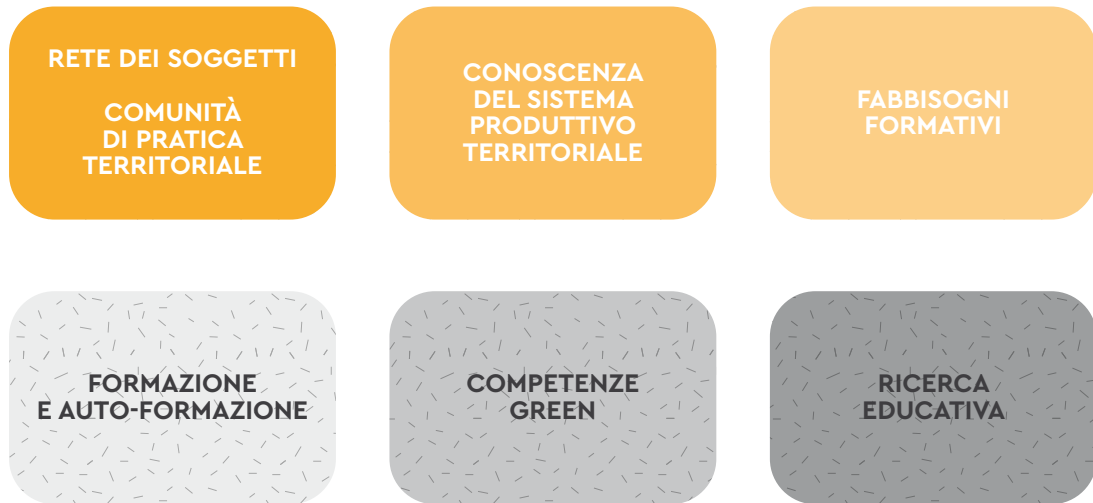 RETE DEI SOGGETTI
COMUNITÀ
DI PRATICA
TERRITORIALE
CONOSCENZA
DEL SISTEMA
PRODUTTIVO
TERRITORIALE
FABBISOGNI
FORMATIVI
FORMAZIONE
E AUTO-FORMAZIONE
COMPETENZE
GREEN
RICERCA
EDUCATIVA